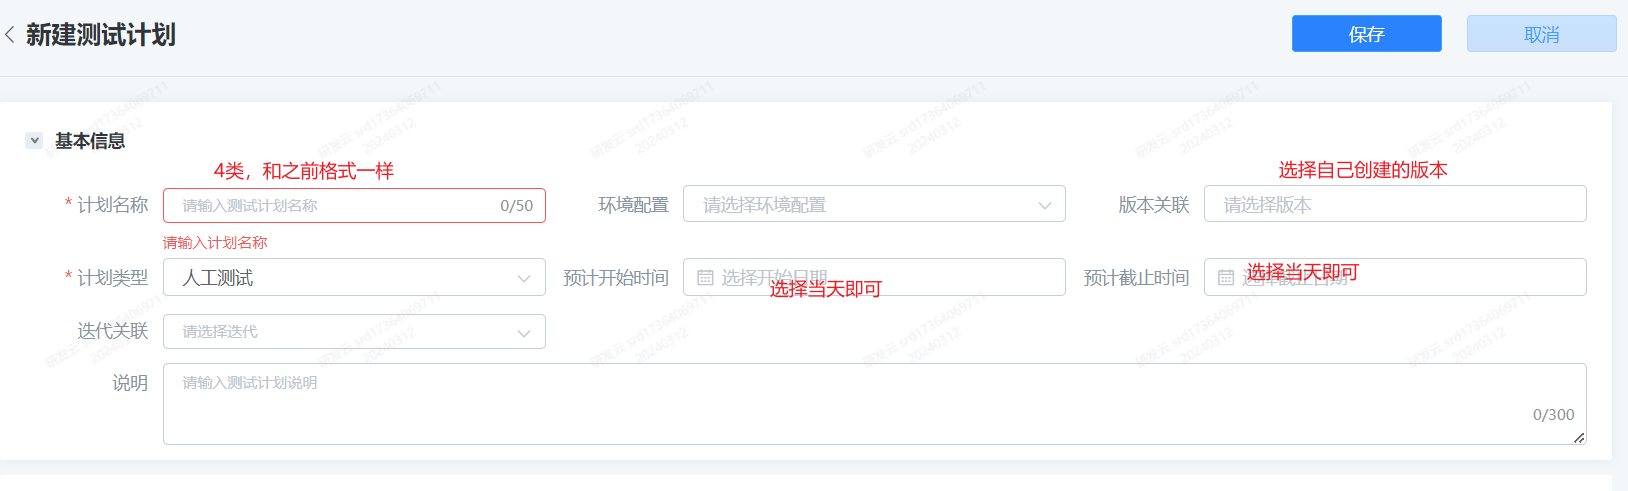 新建测试计划
保存
取消
基本信息
4类，和之前格式一样
选择自己创建的版本
* 计划名称
请输入测试计划名称
0/50
环境配置
请选择环境配置
版本关联
请选择版本
请输入计划名称
* 计划类型
人工测试
预计开始时间
选择开始日期
选择当天即可
预计截止时间
选择截止日期
选择当天即可
迭代关联
请选择迭代
说明
请输入测试计划说明
0/300
研发云 srd17364069711
20240312